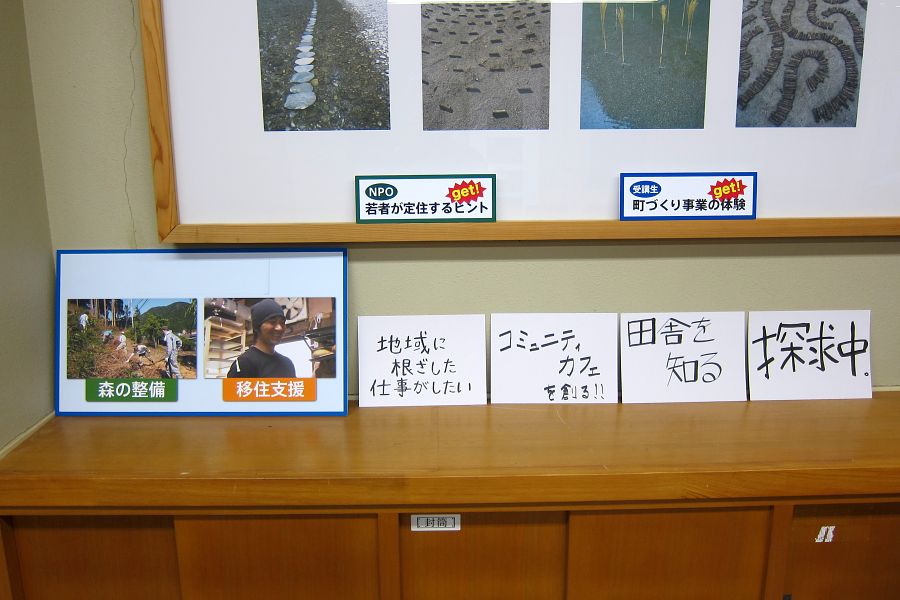 NPO get!
若者が定住するヒント
受講生 get!
町づくり事業の体験
森の整備
移住支援
地域に
根ざした
仕事がしたい
コミュニティ
カフェ
を創る!!
田舎を
知る
探求中。
[封筒]